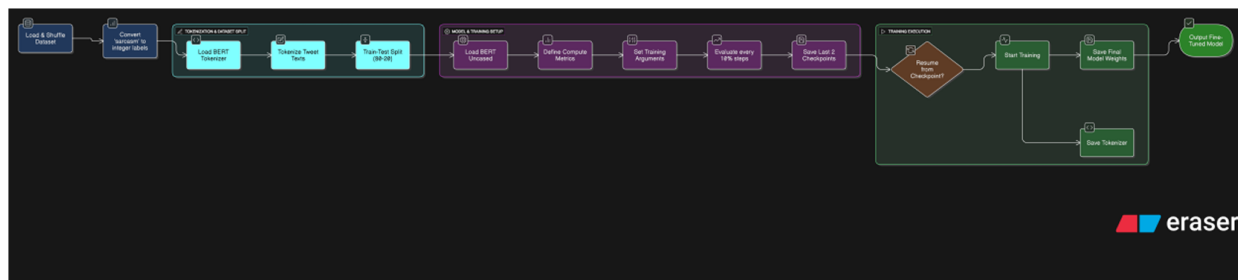 Load & Shuffle
Dataset
Convert
'sarcasm' to
integer labels
TOKENIZATION & DATASET SPLIT
Load BERT
Tokenizer
Tokenize Tweet
Texts
Train-Test Split
(80-20)
MODEL & TRAINING SETUP
Load BERT
Uncased
Define Compute
Metrics
Set Training
Arguments
Evaluate every
10% steps
Save Last 2
Checkpoints
TRAINING EXECUTION
Resume
from
Checkpoint?
Start Training
Save Final
Model Weights
Save Tokenizer
Output Fine-
Tuned Model
eraser